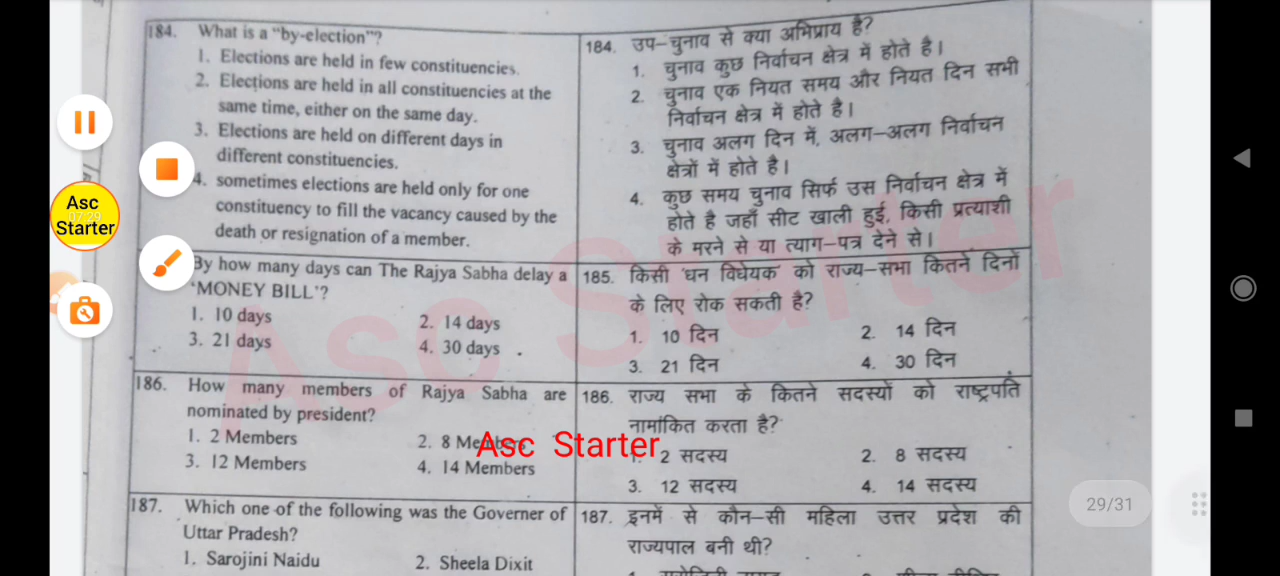 184. What is a "by-election"?
1. Elections are held in few constituencies.
2. Elections are held in all constituencies at the
same time, either on the same day.
3. Elections are held on different days in
different constituencies.
4. sometimes elections are held only for one
constituency to fill the vacancy caused by the
death or resignation of a member.
By how many days can The Rajya Sabha delay a
'MONEY BILL'?
1. 10 days
2. 14 days
3. 21 days
4. 30 days
186. How many members of Rajya Sabha are
nominated by president?
1. 2 Members
2. 8 Members
3. 12 Members
4. 14 Members
187. Which one of the following was the Governer of
Uttar Pradesh?
1. Sarojini Naidu
2. Sheela Dixit
184. उप-चुनाव से क्या अभिप्राय है?
1. चुनाव कुछ निर्वाचन क्षेत्र में होते है।
2. चुनाव एक नियत समय और नियत दिन सभी
निर्वाचन क्षेत्र में होते है।
3. चुनाव अलग दिन में, अलग-अलग निर्वाचन
क्षेत्रों में होते है।
4. कुछ समय चुनाव सिर्फ उस निर्वाचन क्षेत्र में
होते है जहाँ सीट खाली हुई, किसी प्रत्याशी
के मरने से या त्याग-पत्र देने से।
185. किसी 'धन विधेयक' को राज्य-सभा कितने दिनों
के लिए रोक सकती है?
1. 10 दिन
2. 14 दिन
3. 21 दिन
4. 30 दिन
186. राज्य सभा के कितने सदस्यों को राष्ट्रपति
नामांकित करता है?
1. 2 सदस्य
2. 8 सदस्य
3. 12 सदस्य
4. 14 सदस्य
187. इनमें से कौन-सी महिला उत्तर प्रदेश की
राज्यपाल बनी थी?
Asc Starter
Asc
07:29
Starter
Asc Starter
29/31